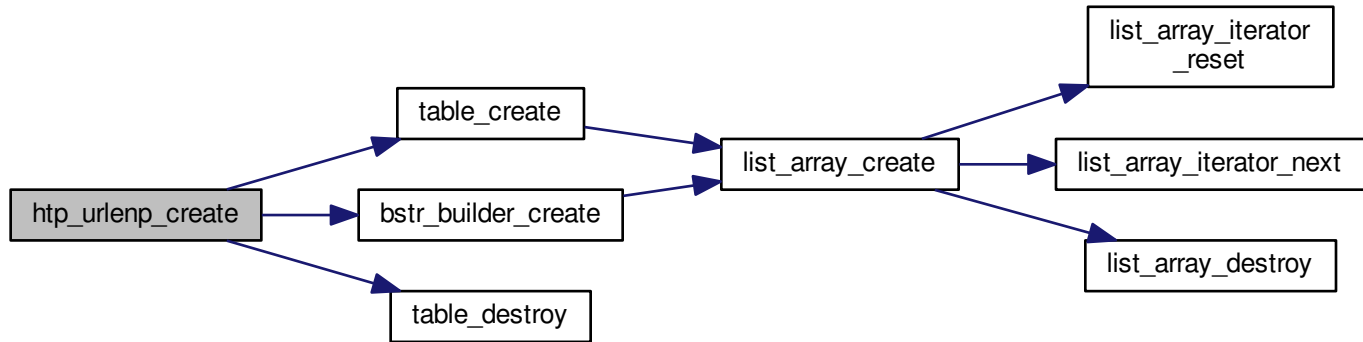 htp_urlenp_create
table_create
bstr_builder_create
table_destroy
list_array_create
list_array_iterator
_reset
list_array_iterator_next
list_array_destroy